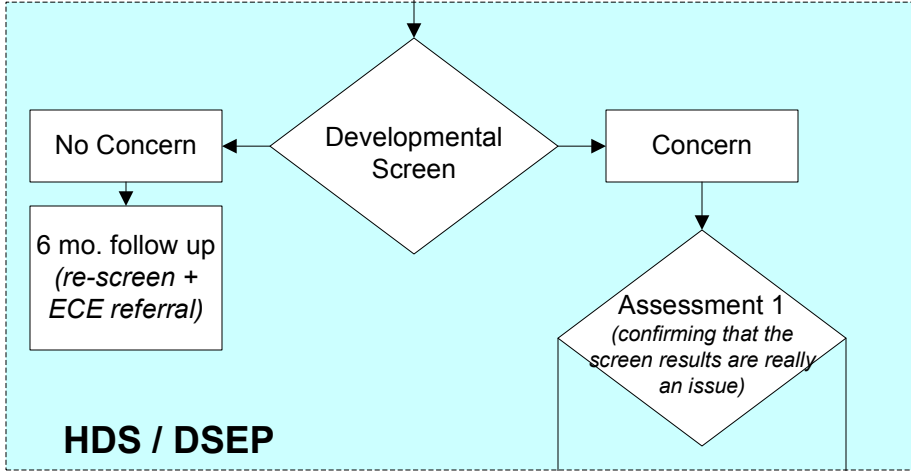 Developmental
Screen
No Concern
Concern
6 mo. follow up
(re-screen +
ECE referral)
Assessment 1
(confirming that the
screen results are really
an issue)
HDS / DSEP